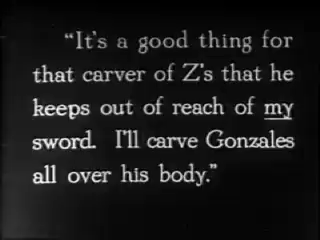 "It's a good thing for
that carver of Z's that he
keeps out of reach of my
sword. I'll carve Gonzales
all over his body."